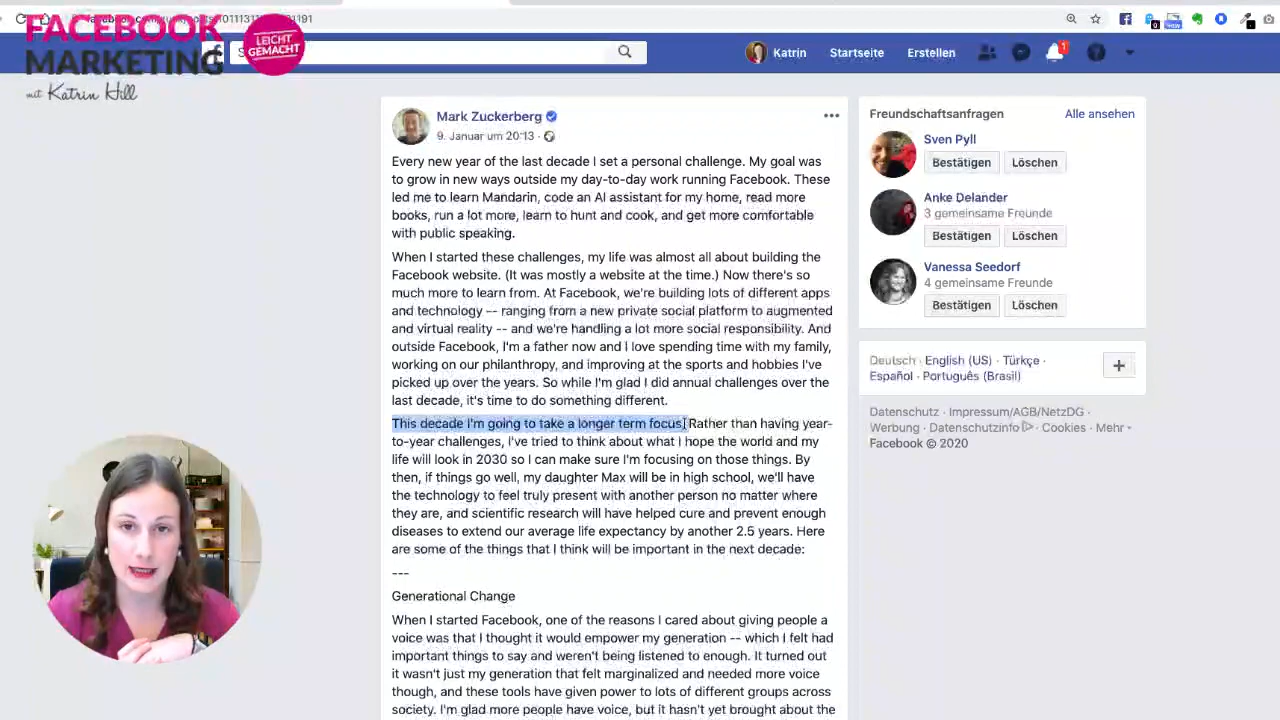 FACEBOOK
MARKETING
LEICHT
GEMACHT
mit Katrin Hill
Katrin
Startseite
Erstellen
1
Mark Zuckerberg
9. Januar um 20:13 ·
Every new year of the last decade I set a personal challenge. My goal was
to grow in new ways outside my day-to-day work running Facebook. These
led me to learn Mandarin, code an AI assistant for my home, read more
books, run a lot more, learn to hunt and cook, and get more comfortable
with public speaking.
When I started these challenges, my life was almost all about building the
Facebook website. (It was mostly a website at the time.) Now there's so
much more to learn from. At Facebook, we're building lots of different apps
and technology -- ranging from a new private social platform to augmented
and virtual reality -- and we're handling a lot more social responsibility. And
outside Facebook, I'm a father now and I love spending time with my family,
working on our philanthropy, and improving at the sports and hobbies I've
picked up over the years. So while I'm glad I did annual challenges over the
last decade, it's time to do something different.
This decade I'm going to take a longer term focus. Rather than having year-
to-year challenges, I've tried to think about what I hope the world and my
life will look in 2030 so I can make sure I'm focusing on those things. By
then, if things go well, my daughter Max will be in high school, we'll have
the technology to feel truly present with another person no matter where
they are, and scientific research will have helped cure and prevent enough
diseases to extend our average life expectancy by another 2.5 years. Here
are some of the things that I think will be important in the next decade:
---
Generational Change
When I started Facebook, one of the reasons I cared about giving people a
voice was that I thought it would empower my generation -- which I felt had
important things to say and weren't being listened to enough. It turned out
it wasn't just my generation that felt marginalized and needed more voice
though, and these tools have given power to lots of different groups across
society. I'm glad more people have voice, but it hasn't yet brought about the
Freundschaftsanfragen
Alle ansehen
Sven Pyll
Bestätigen
Löschen
Anke Delander
3 gemeinsame Freunde
Bestätigen
Löschen
Vanessa Seedorf
4 gemeinsame Freunde
Bestätigen
Löschen
Deutsch · English (US) · Türkçe ·
Español · Português (Brasil)
Datenschutz · Impressum/AGB/NetzDG ·
Werbung · Datenschutzinfo · Cookies · Mehr
Facebook © 2020